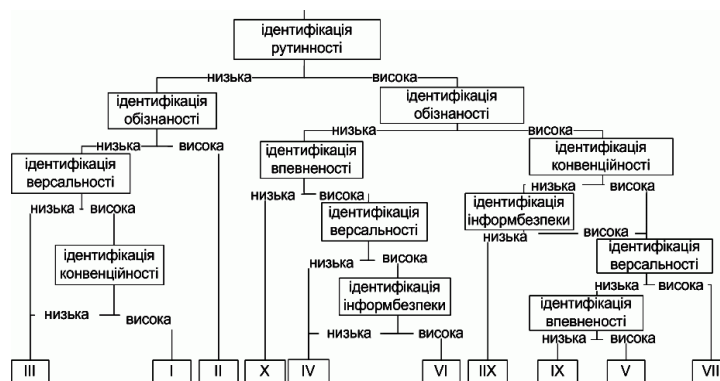 ідентифікація
рутинності
низька висока
ідентифікація
обізнаності
ідентифікація
обізнаності
низька висока
низька висока
ідентифікація
версальності
ідентифікація
впевненості
ідентифікація
конвенційності
низька висока
низька висока
низька висока
ідентифікація
конвенційності
ідентифікація
версальності
ідентифікація
інформбезпеки
низька висока
ідентифікація
версальності
низька висока
ідентифікація
інформбезпеки
низька висока
ідентифікація
впевненості
низька висока
низька висока
низька висока
III I II X IV VI IIX IX V VII